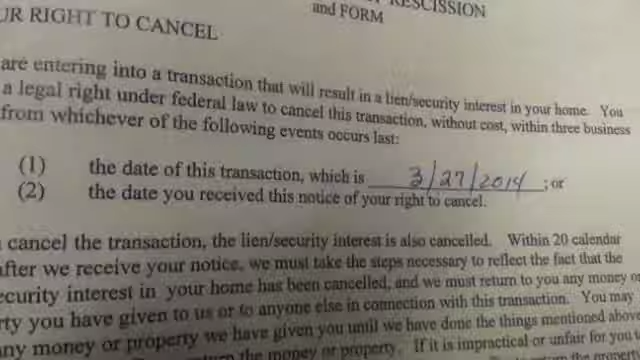 RESCISSION
and FORM
UR RIGHT TO CANCEL
are entering into a transaction that will result in a lien/security interest in your home. You
a legal right under federal law to cancel this transaction, without cost, within three business
from whichever of the following events occurs last:
(1) the date of this transaction, which is 3/27/2014 ; or
(2) the date you received this notice of your right to cancel.
cancel the transaction, the lien/security interest is also cancelled. Within 20 calendar
after we receive your notice, we must take the steps necessary to reflect the fact that the
ecurity interest in your home has been cancelled, and we must return to you any money or
rty you have given to us or to anyone else in connection with this transaction. You may
any money or property we have given you until we have done the things mentioned above
the money or property. If it is impractical or unfair for you